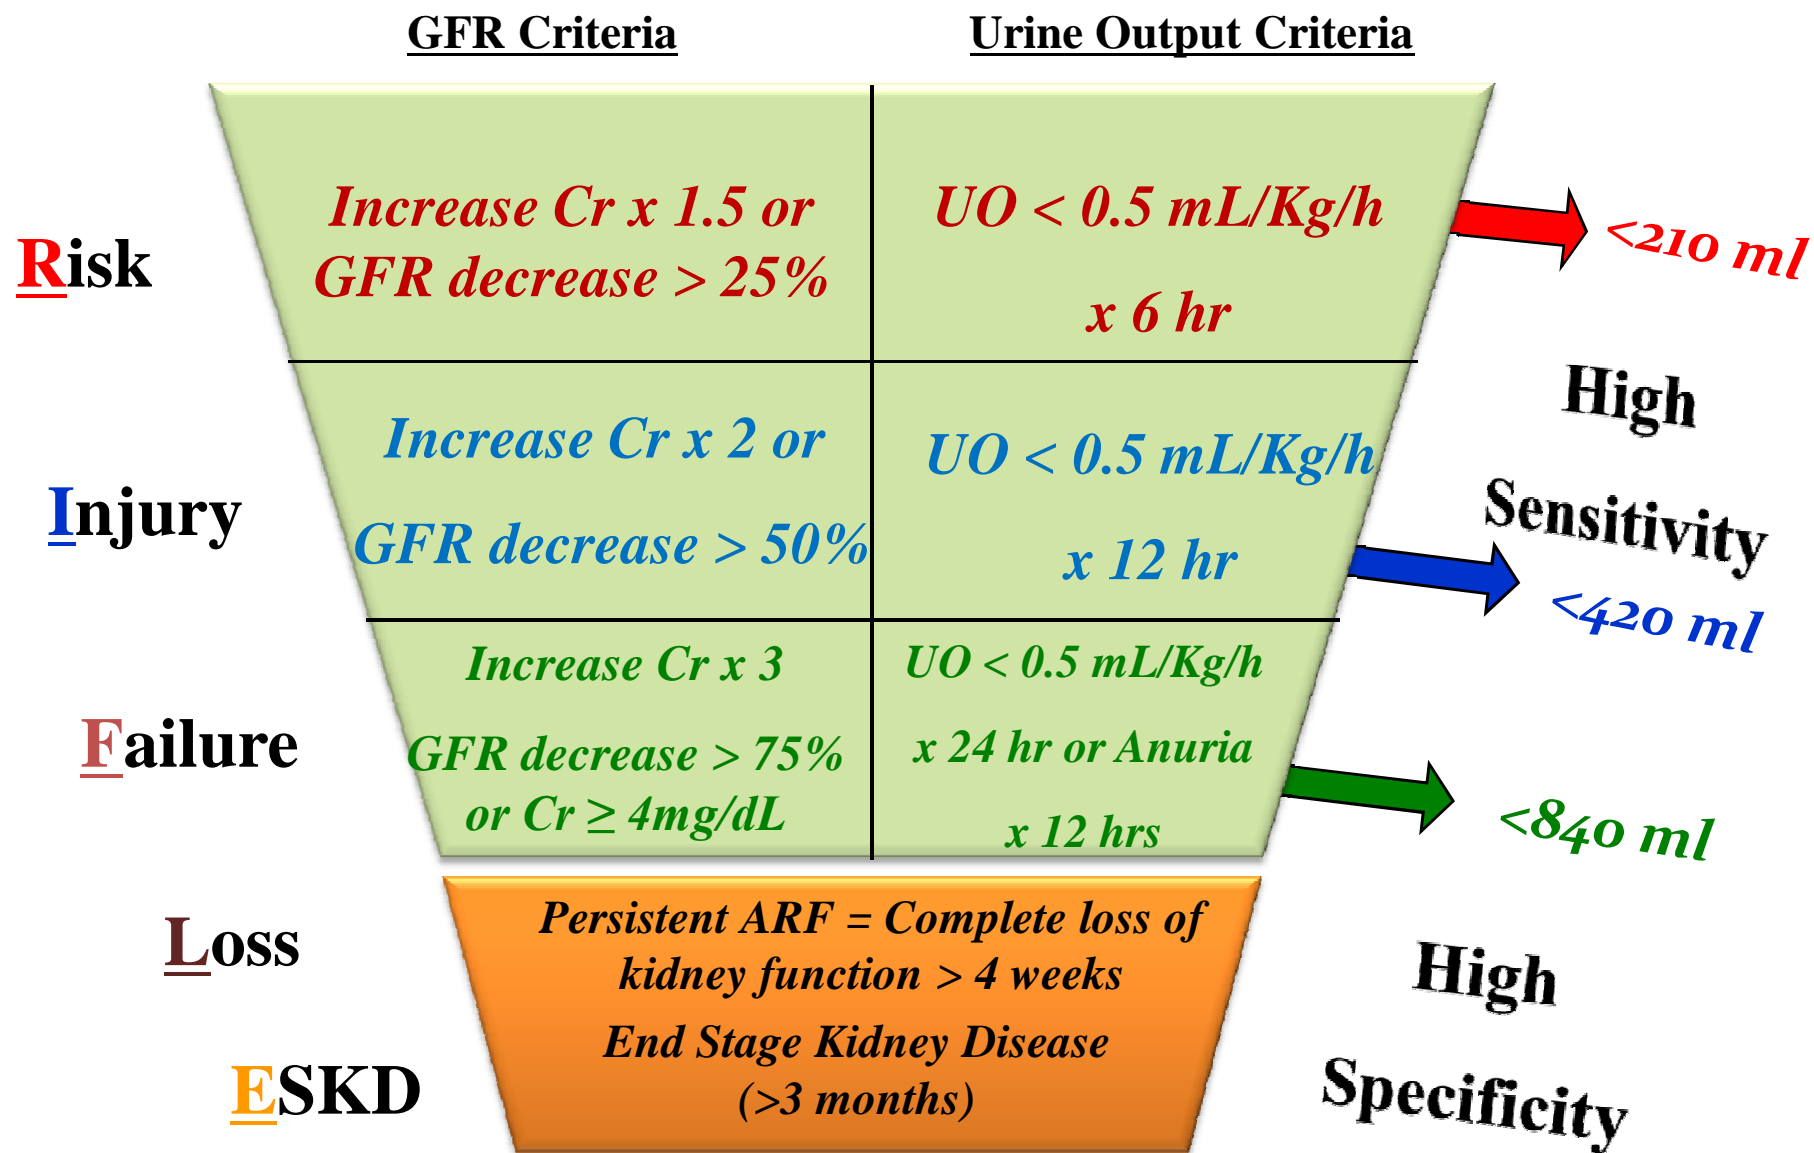 GFR Criteria
Urine Output Criteria
Risk
Increase Cr x 1.5 or
GFR decrease > 25%
UO < 0.5 mL/Kg/h
x 6 hr
<210 ml
High
Sensitivity
Injury
Increase Cr x 2 or
GFR decrease > 50%
UO < 0.5 mL/Kg/h
x 12 hr
<420 ml
Failure
Increase Cr x 3
GFR decrease > 75%
or Cr ≥ 4mg/dL
UO < 0.5 mL/Kg/h
x 24 hr or Anuria
x 12 hrs
<840 ml
Loss
Persistent ARF = Complete loss of
kidney function > 4 weeks
High
Specificity
ESKD
End Stage Kidney Disease
(>3 months)